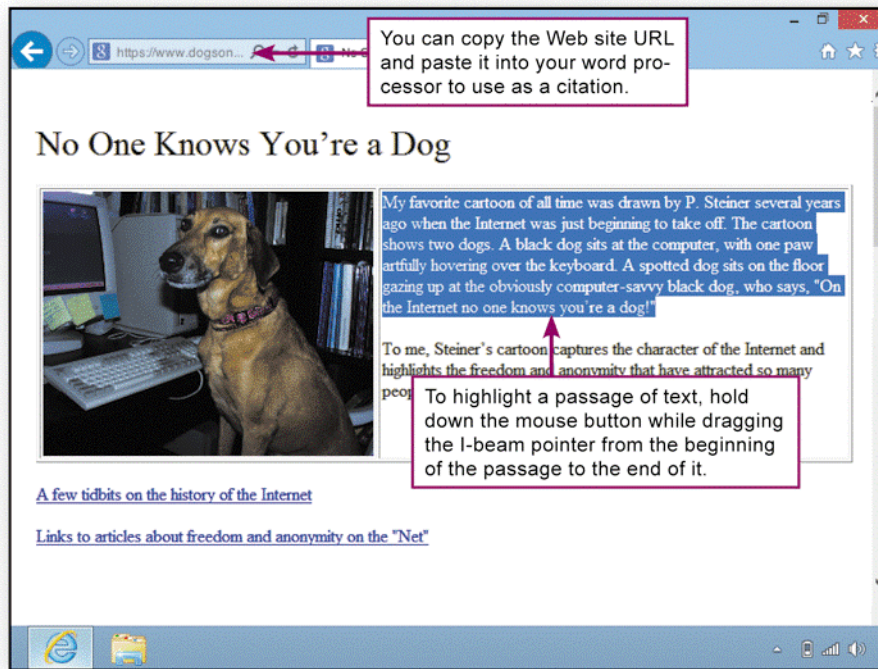 https://www.dogson...
You can copy the Web site URL
and paste it into your word pro-
cessor to use as a citation.
No One Knows You're a Dog
My favorite cartoon of all time was drawn by P. Steiner several years
ago when the Internet was just beginning to take off. The cartoon
shows two dogs. A black dog sits at the computer, with one paw
artfully hovering over the keyboard. A spotted dog sits on the floor
gazing up at the obviously computer-savvy black dog, who says, "On
the Internet no one knows you're a dog!"
To me, Steiner's cartoon captures the character of the Internet and
highlights the freedom and anonymity that have attracted so many
To highlight a passage of text, hold
down the mouse button while dragging
the I-beam pointer from the beginning
of the passage to the end of it.
A few tidbits on the history of the Internet
Links to articles about freedom and anonymity on the "Net"